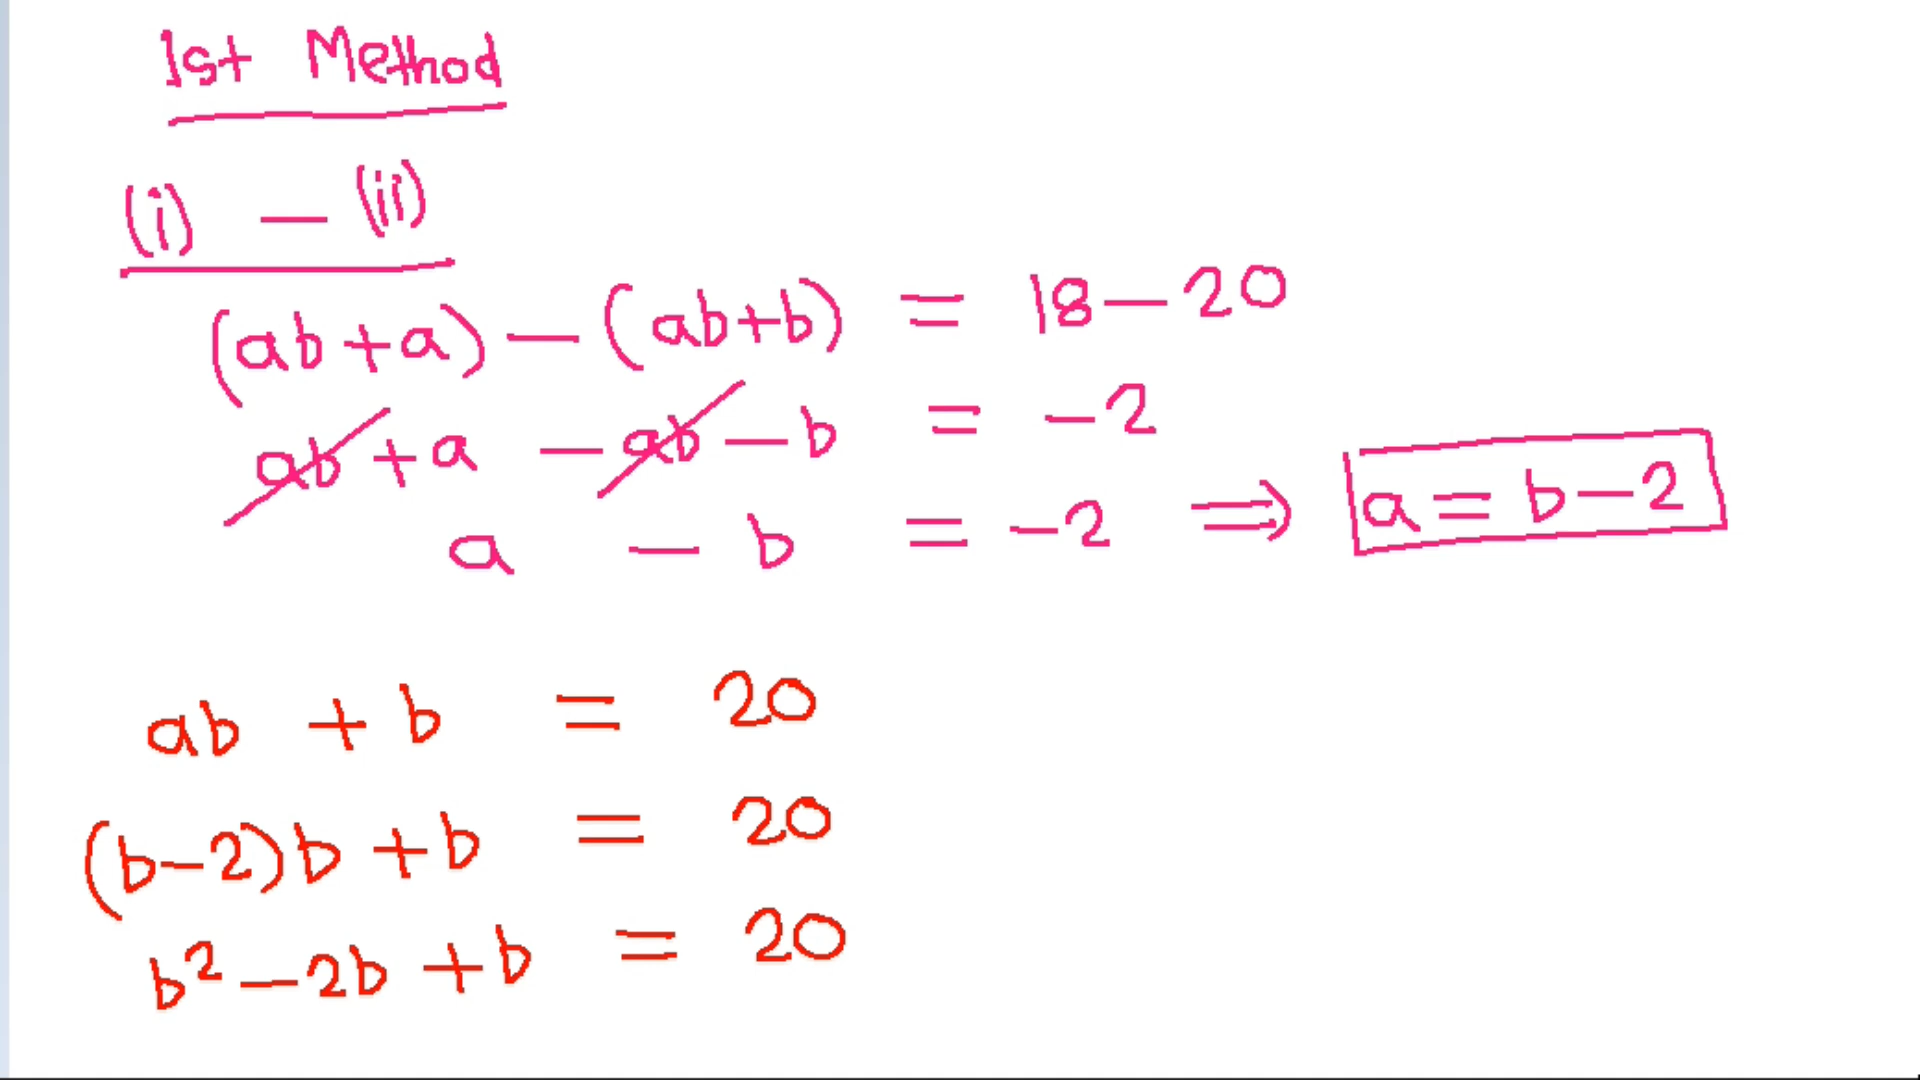 1st Method
(i) — (ii)
(ab+a) — (ab+b) = 18 — 20
ab + a — ab — b = -2
a — b = -2 ⇒ a = b-2
ab + b = 20
(b-2)b + b = 20
b² — 2b + b = 20